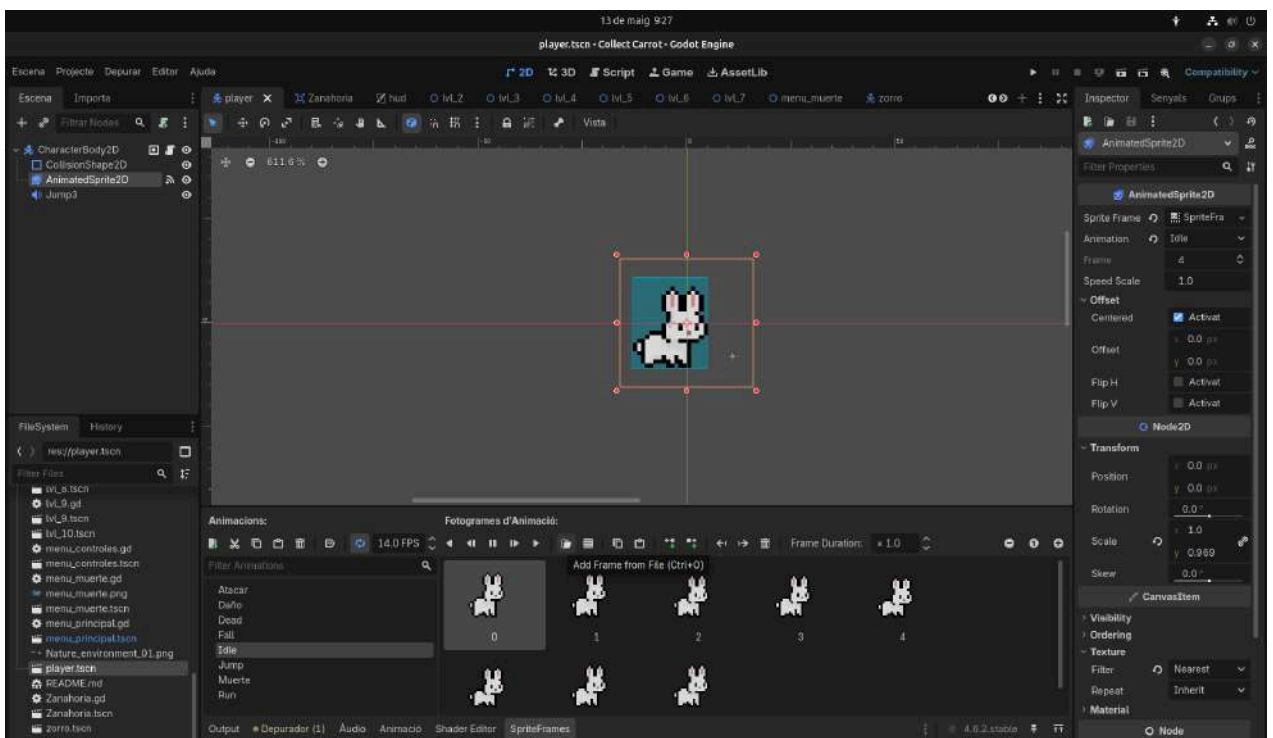 13 de maig 9:27
player.tscn - Collect Carrot - Godot Engine
Escena Projecte Depurar Editor Ajuda
2D 3D Script Game AssetLib
Compatibility
Escena Importa
player Zanahoria hud lvl_2 lvl_3 lvl_4 lvl_5 lvl_6 lvl_7 menu_muerte zorro
Inspector Senyals Grups
Filtrar Nodes
Vista
CharacterBody2D
CollisionShape2D
AnimatedSprite2D
Jump3
611.6 %
AnimatedSprite2D
Filter Properties
AnimatedSprite2D
Sprite Frame SpriteFra
Animation Idle
Frame 4
Speed Scale 1.0
Offset
Centered Activat
Offset x 0.0 px
y 0.0 px
Flip H Activat
Flip V Activat
Node2D
Transform
Position x 0.0 px
y 0.0 px
Rotation 0.0 °
Scale x 1.0
y 0.969
Skew 0.0 °
CanvasItem
Visibility
Ordering
Texture
Filter Nearest
Repeat Inherit
Material
Node
FileSystem History
res://player.tscn
Filter Files
lvl_8.tscn
lvl_9.gd
lvl_9.tscn
lvl_10.tscn
menu_controles.gd
menu_controles.tscn
menu_muerte.gd
menu_muerte.png
menu_muerte.tscn
menu_principal.gd
menu_principal.tscn
Nature_environment_01.png
player.tscn
README.md
Zanahoria.gd
Zanahoria.tscn
zorro.tscn
Animacions:
Fotogrames d'Animació:
14.0 FPS
Frame Duration: x 1.0
Filter Animations
Add Frame from File (Ctrl+O)
Atacar
Daño
Dead
Fall
Idle
Jump
Muerte
Run
0 1 2 3 4
Output Depurador (1) Àudio Animació Shader Editor SpriteFrames
4.6.2.stable